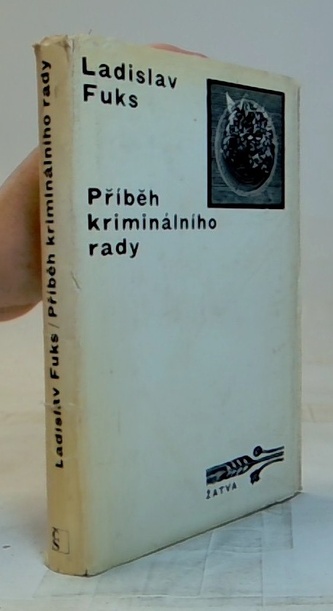 Ladislav
Fuks
Příběh
kriminálního
rady
ŽATVA
Ladislav Fuks / Příběh kriminálního rady